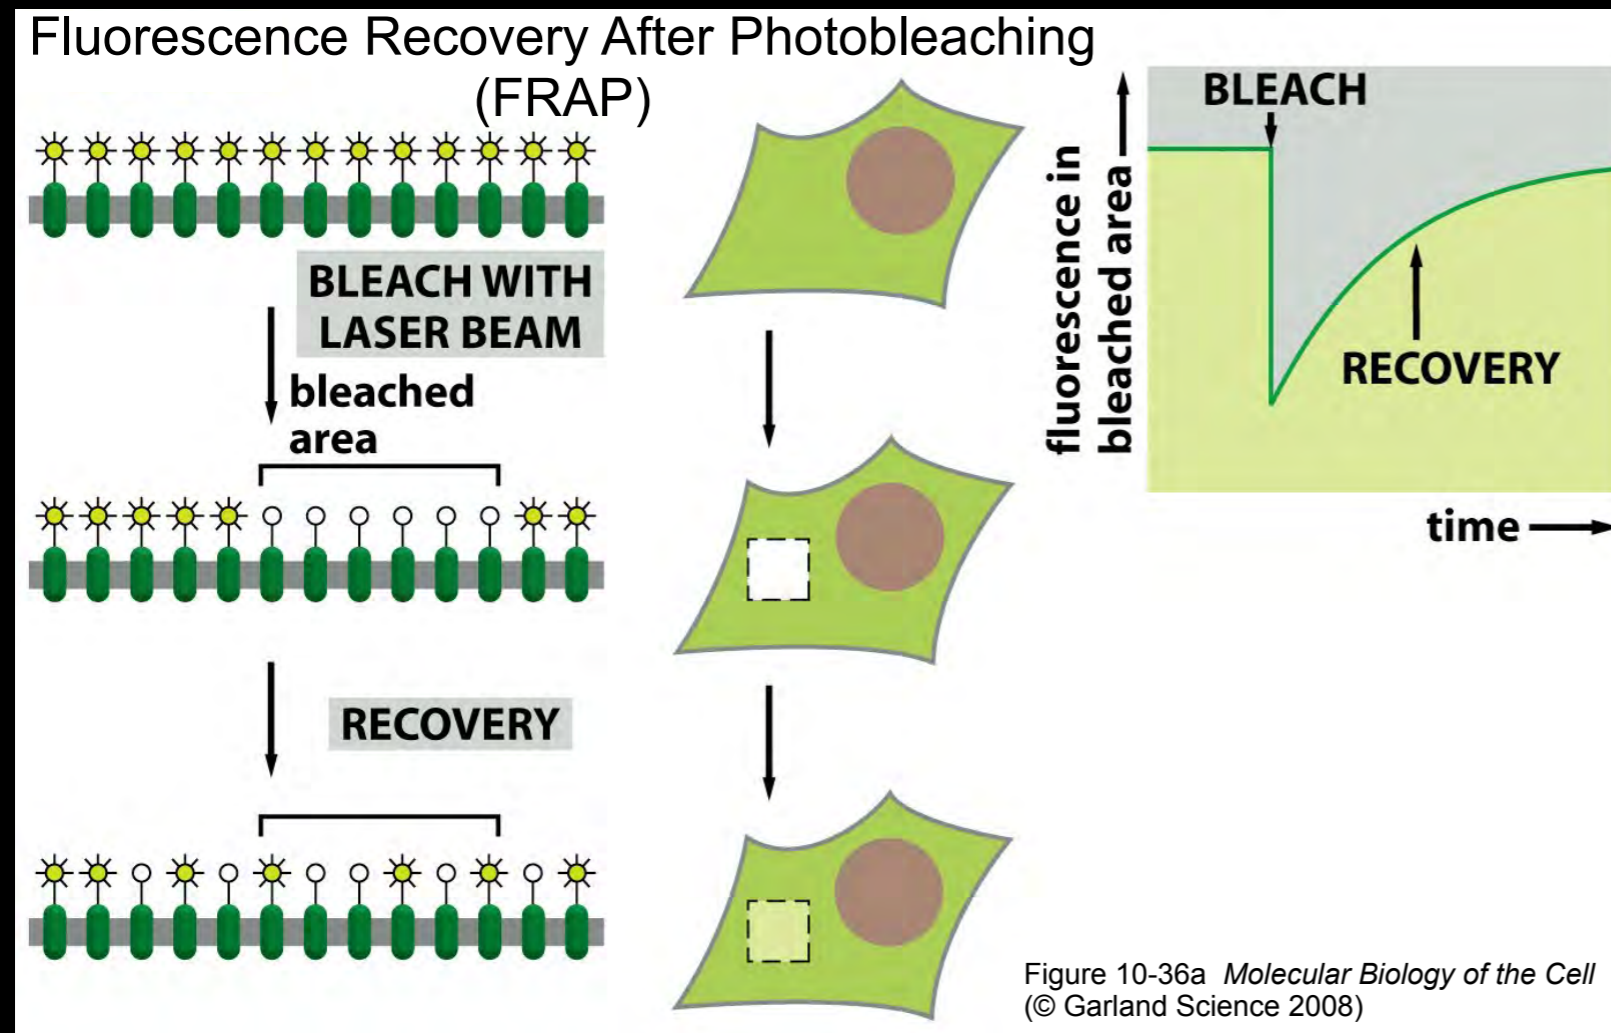 Fluorescence Recovery After Photobleaching
(FRAP)
BLEACH WITH
LASER BEAM
bleached
area
RECOVERY
fluorescence in
bleached area
BLEACH
RECOVERY
time
Figure 10-36a Molecular Biology of the Cell
(© Garland Science 2008)